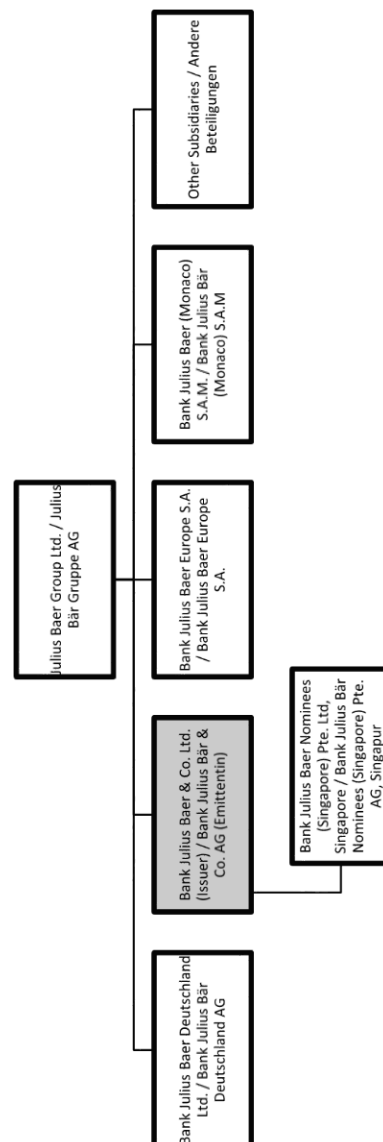 Julius Baer Group Ltd. / Julius
Bär Gruppe AG
Bank Julius Baer Deutschland
Ltd. / Bank Julius Bär
Deutschland AG
Bank Julius Baer & Co. Ltd.
(Issuer) / Bank Julius Bär &
Co. AG (Emittentin)
Bank Julius Baer Europe S.A.
/ Bank Julius Baer Europe
S.A.
Bank Julius Baer (Monaco)
S.A.M. / Bank Julius Bär
(Monaco) S.A.M
Other Subsidiaries / Andere
Beteiligungen
Bank Julius Baer Nominees
(Singapore) Pte. Ltd,
Singapore / Bank Julius Bär
Nominees (Singapore) Pte.
AG, Singapur